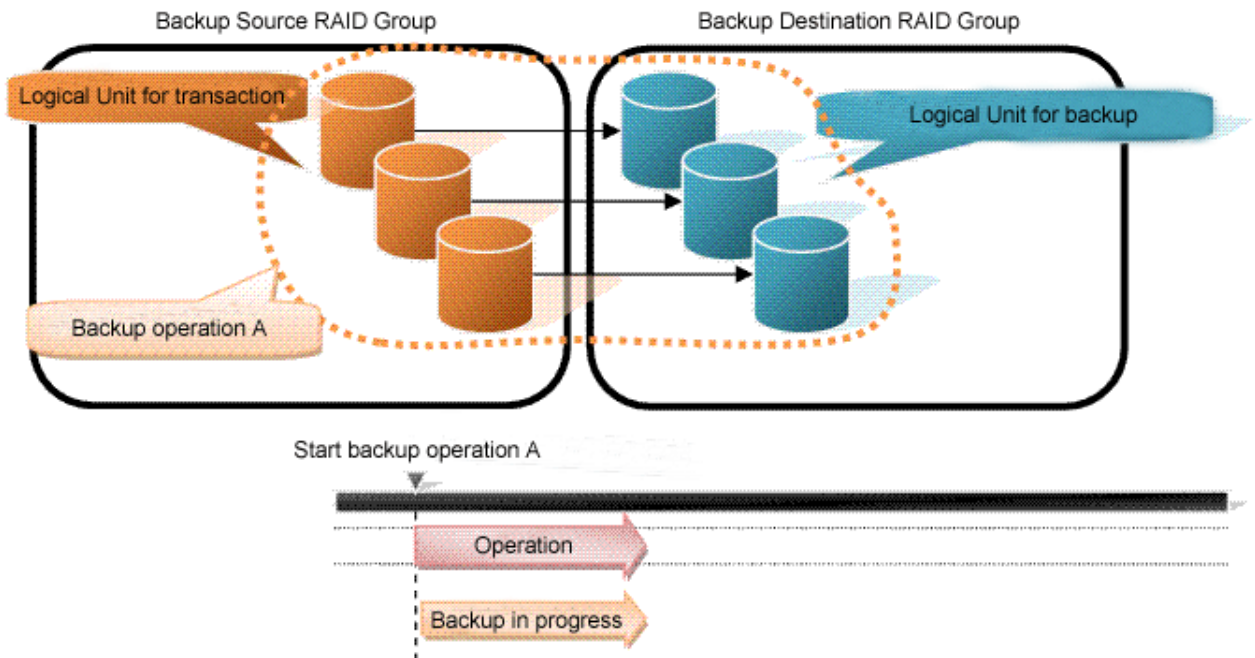 Backup Source RAID Group
Backup Destination RAID Group
Logical Unit for transaction
Logical Unit for backup
Backup operation A
Start backup operation A
Operation
Backup in progress